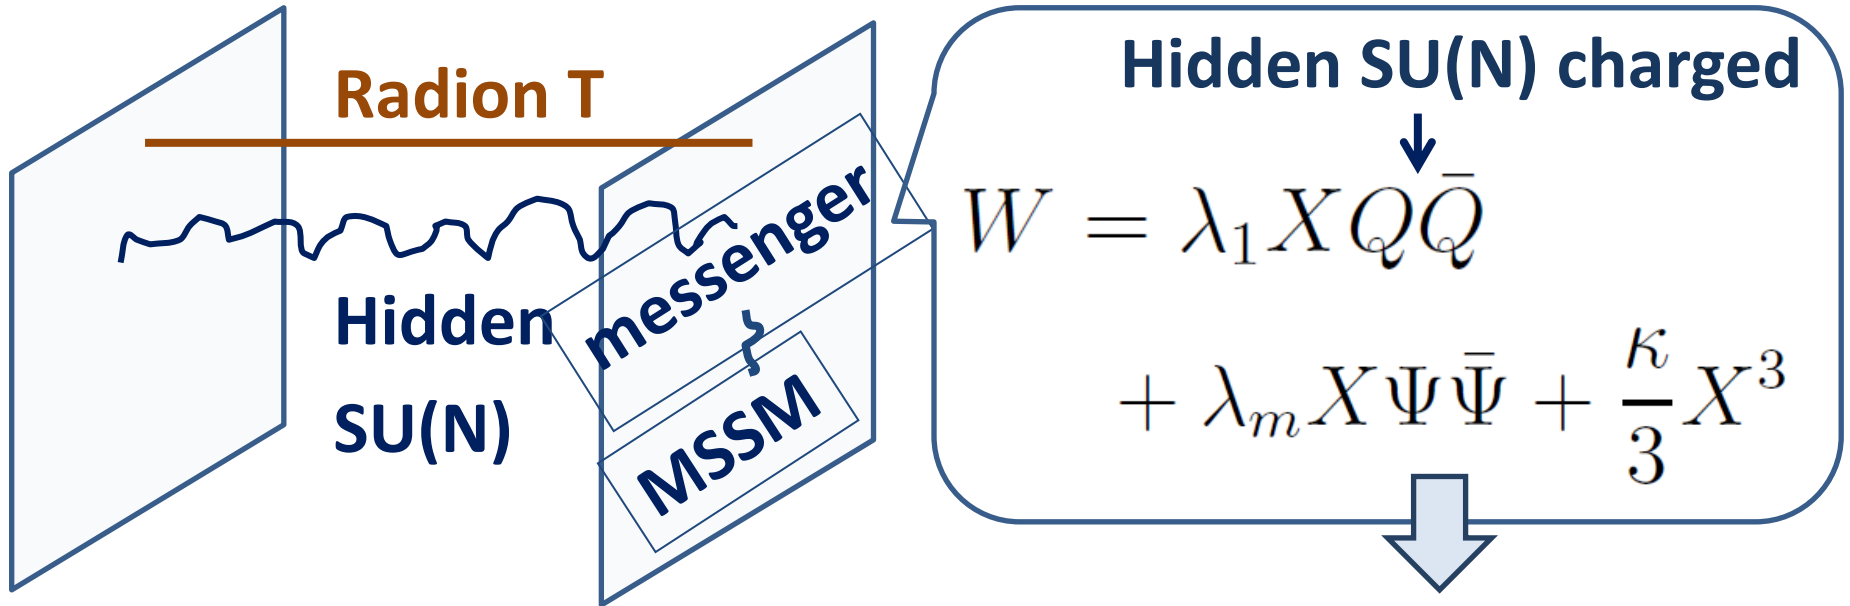 Radion T
Hidden
SU(N)
messenger
MSSM
Hidden SU(N) charged
W = λ₁XQQ̄
+ λₘXΨΨ̄ + κ/3 X³